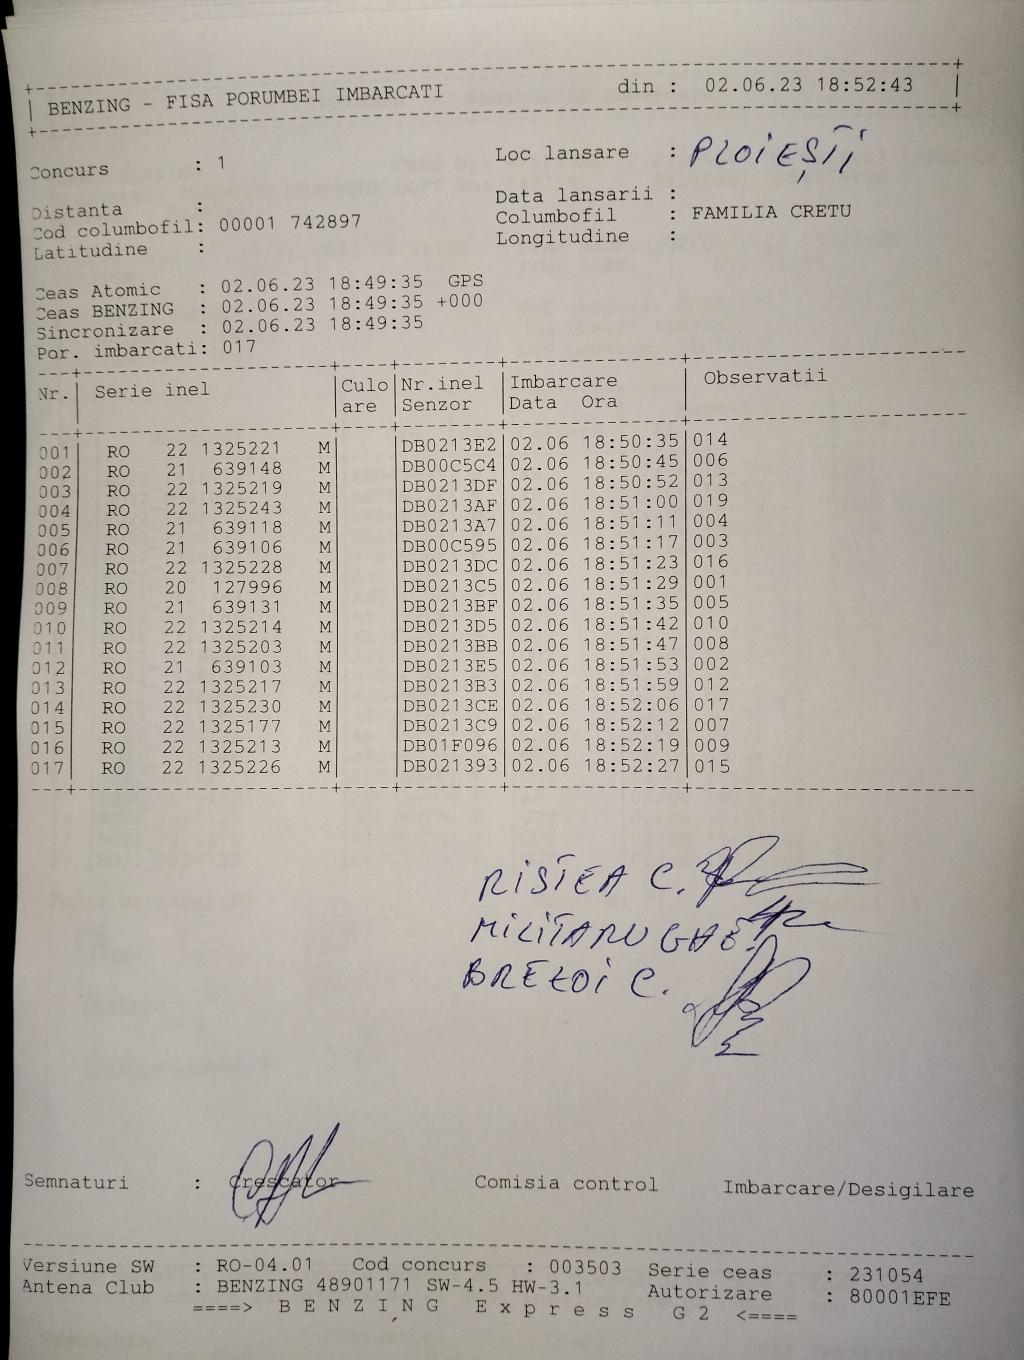 BENZING - FISA PORUMBEI IMBARCATI din : 02.06.23 18:52:43
Concurs : 1 Loc lansare : PLOIEȘTI
Data lansarii :
Distanta :
Cod columbofil: 00001 742897 Columbofil : FAMILIA CRETU
Latitudine : Longitudine :
Ceas Atomic : 02.06.23 18:49:35 GPS
Ceas BENZING : 02.06.23 18:49:35 +000
Sincronizare : 02.06.23 18:49:35
Por. imbarcati: 017
Nr. Serie inel Culo Nr.inel Imbarcare Observatii
are Senzor Data Ora
001 RO 22 1325221 M DB0213E2 02.06 18:50:35 014
002 RO 21 639148 M DB00C5C4 02.06 18:50:45 006
003 RO 22 1325219 M DB0213DF 02.06 18:50:52 013
004 RO 22 1325243 M DB0213AF 02.06 18:51:00 019
005 RO 21 639118 M DB0213A7 02.06 18:51:11 004
006 RO 21 639106 M DB00C595 02.06 18:51:17 003
007 RO 22 1325228 M DB0213DC 02.06 18:51:23 016
008 RO 20 127996 M DB0213C5 02.06 18:51:29 001
009 RO 21 639131 M DB0213BF 02.06 18:51:35 005
010 RO 22 1325214 M DB0213D5 02.06 18:51:42 010
011 RO 22 1325203 M DB0213BB 02.06 18:51:47 008
012 RO 21 639103 M DB0213E5 02.06 18:51:53 002
013 RO 22 1325217 M DB0213B3 02.06 18:51:59 012
014 RO 22 1325230 M DB0213CE 02.06 18:52:06 017
015 RO 22 1325177 M DB0213C9 02.06 18:52:12 007
016 RO 22 1325213 M DB01F096 02.06 18:52:19 009
017 RO 22 1325226 M DB021393 02.06 18:52:27 015
RISTEA C.
MILITARU GHE.
BREZOI C.
Semnaturi : Crescator Comisia control Imbarcare/Desigilare
Versiune SW : RO-04.01 Cod concurs : 003503 Serie ceas : 231054
Antena Club : BENZING 48901171 SW-4.5 HW-3.1 Autorizare : 80001EFE
====> B E N Z I N G E x p r e s s G 2 <====